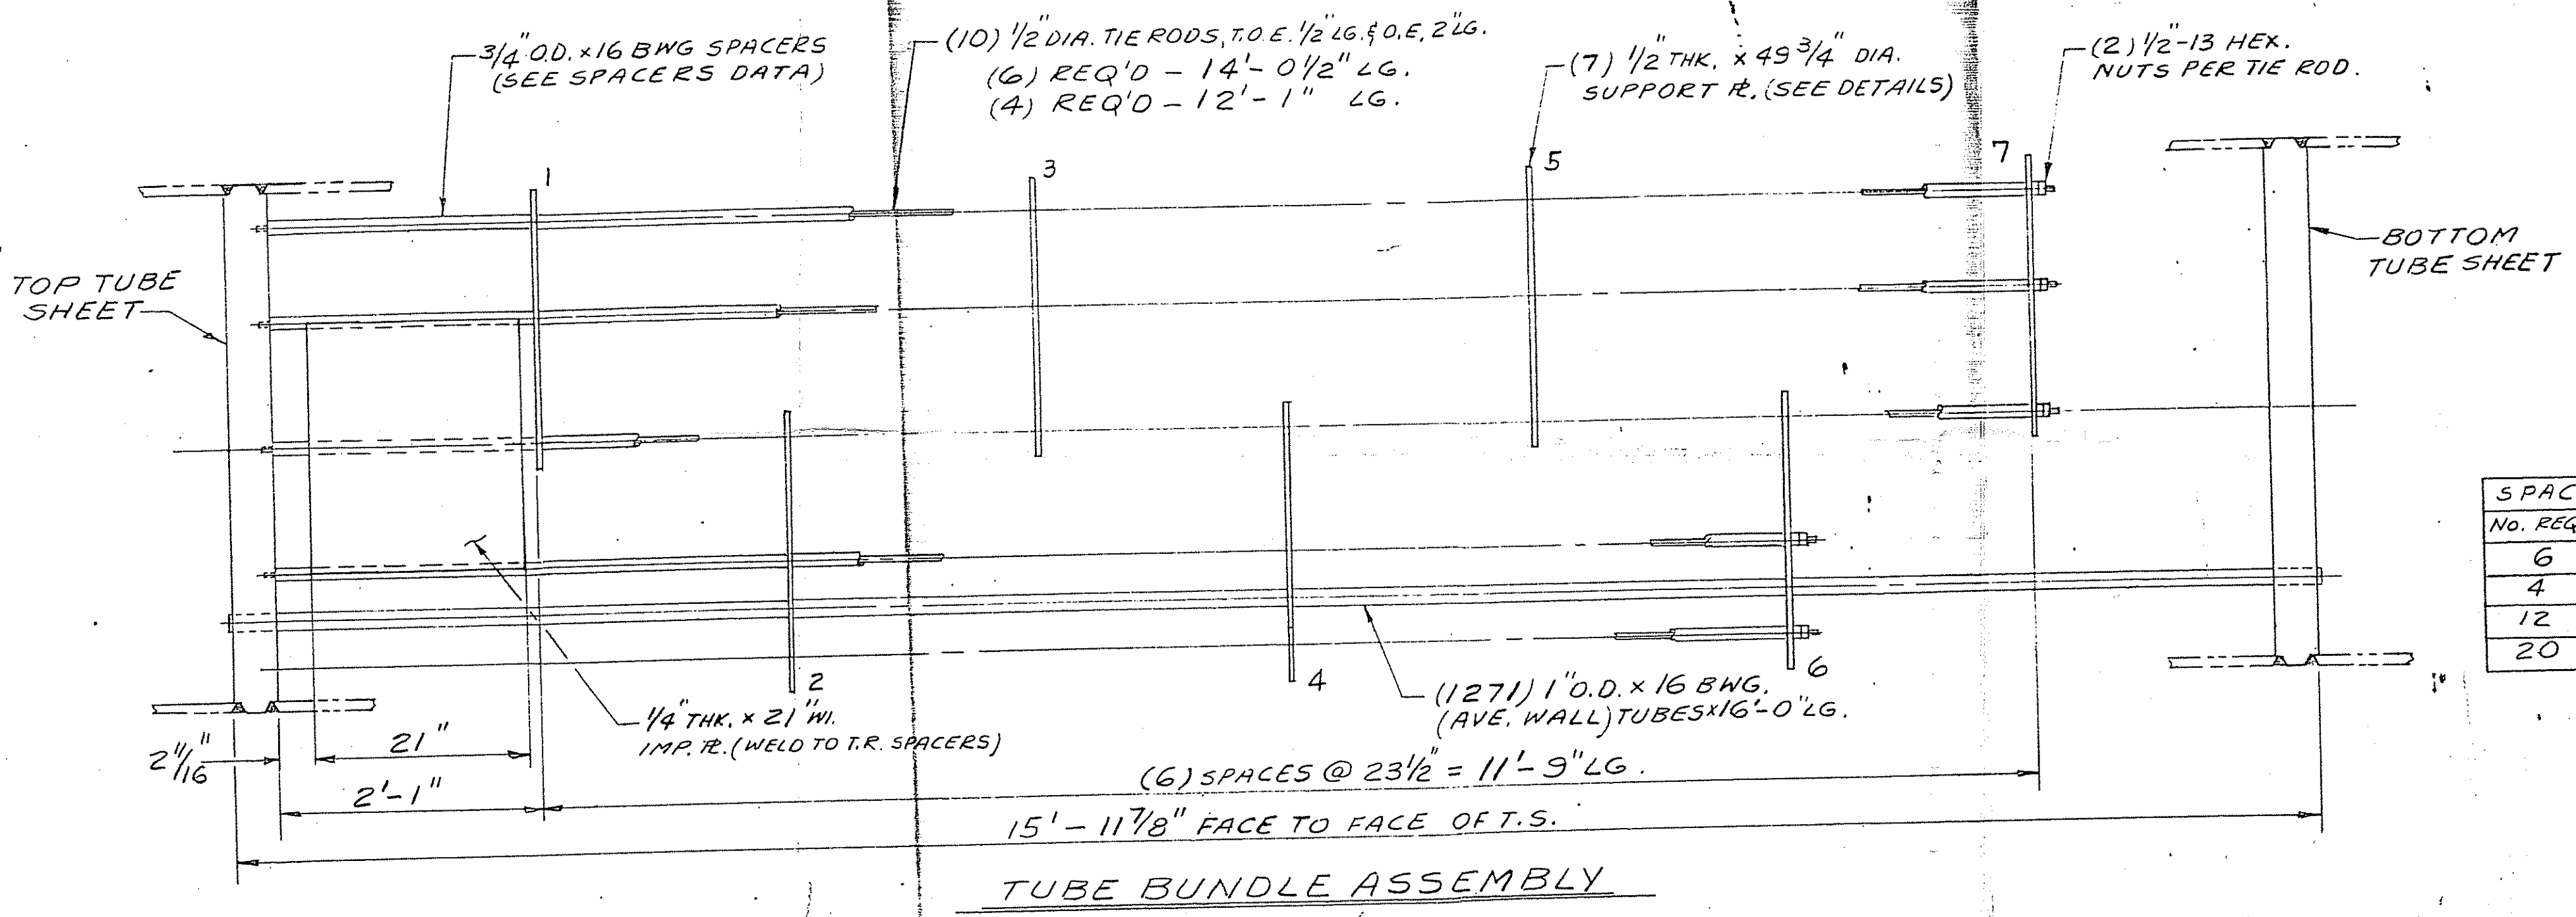 3/4" O.D. x 16 BWG SPACERS
(SEE SPACERS DATA)
(10) 1/2" DIA. TIE RODS, T.O.E. 1/2" LG. & O.E. 2" LG.
(6) REQ'D - 14'- 0 1/2" LG.
(4) REQ'D - 12'- 1" LG.
(7) 1/2" THK. x 49 3/4" DIA.
SUPPORT PL. (SEE DETAILS)
(2) 1/2"-13 HEX.
NUTS PER TIE ROD.
1
3
5
7
TOP TUBE
SHEET
BOTTOM
TUBE SHEET
2
4
6
1/4" THK. x 21" WI.
IMP. PL. (WELD TO T.R. SPACERS)
(1271) 1" O.D. x 16 BWG.
(AVE. WALL) TUBES x 16'-0" LG.
2 11/16"
21"
2'-1"
(6) SPACES @ 23 1/2" = 11'-9" LG.
15'-11 7/8" FACE TO FACE OF T.S.
TUBE BUNDLE ASSEMBLY
SPAC
No. REQ
6
4
12
20